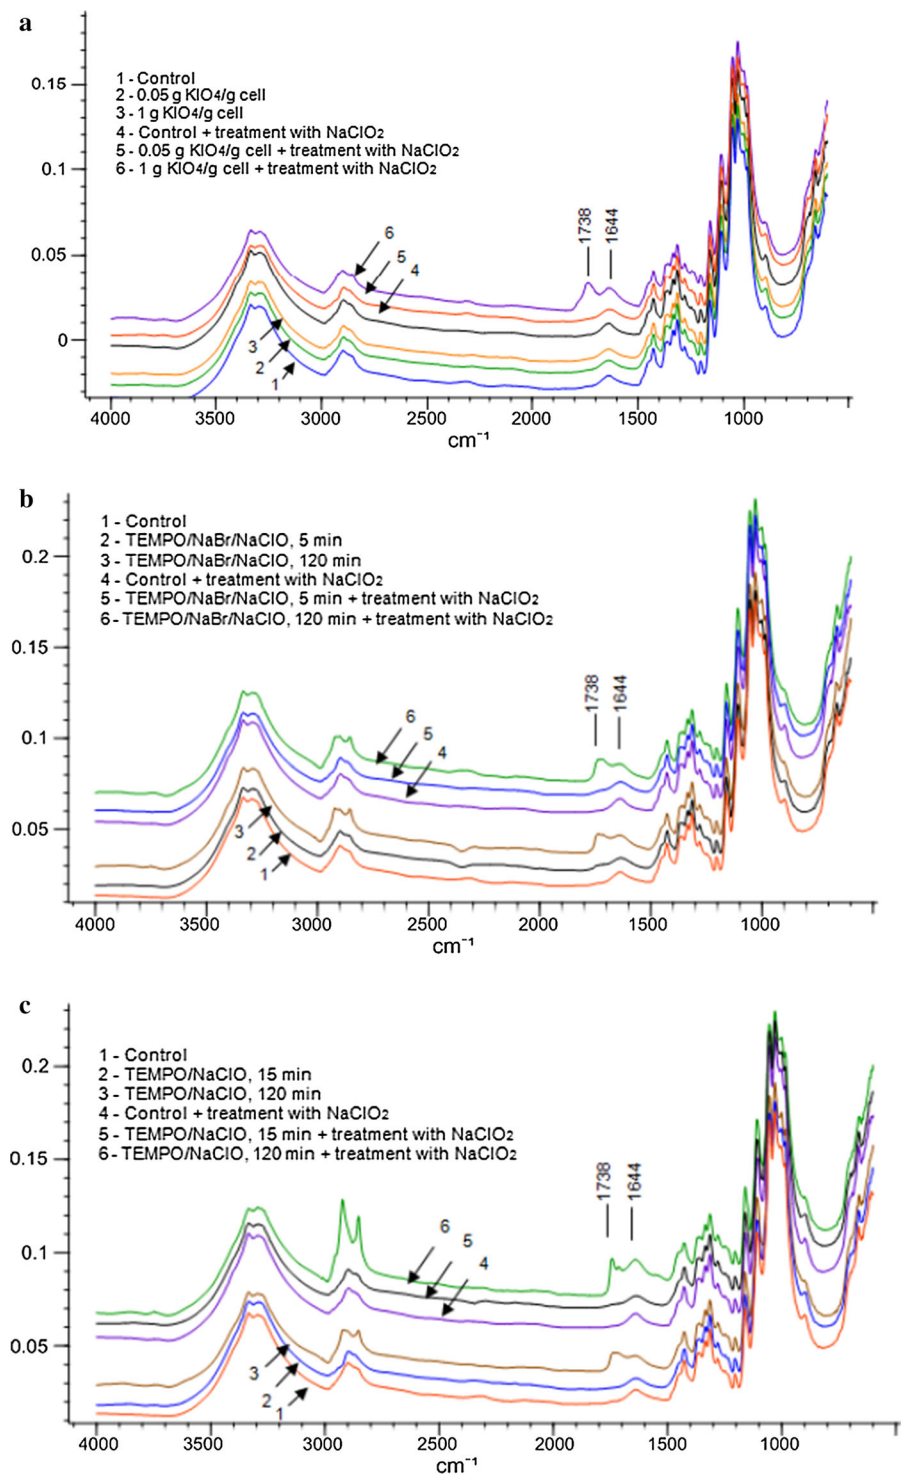 a
1 - Control
2 - 0.05 g KIO4/g cell
3 - 1 g KIO4/g cell
4 - Control + treatment with NaClO2
5 - 0.05 g KIO4/g cell + treatment with NaClO2
6 - 1 g KIO4/g cell + treatment with NaClO2
0.15
0.1
0.05
0
1738
1644
6
5
4
3
2
1
4000 3500 3000 2500 2000 1500 1000
cm⁻¹
b
1 - Control
2 - TEMPO/NaBr/NaClO, 5 min
3 - TEMPO/NaBr/NaClO, 120 min
4 - Control + treatment with NaClO2
5 - TEMPO/NaBr/NaClO, 5 min + treatment with NaClO2
6 - TEMPO/NaBr/NaClO, 120 min + treatment with NaClO2
0.2
0.15
0.1
0.05
1738
1644
6
5
4
3
2
1
4000 3500 3000 2500 2000 1500 1000
cm⁻¹
c
1 - Control
2 - TEMPO/NaClO, 15 min
3 - TEMPO/NaClO, 120 min
4 - Control + treatment with NaClO2
5 - TEMPO/NaClO, 15 min + treatment with NaClO2
6 - TEMPO/NaClO, 120 min + treatment with NaClO2
0.2
0.15
0.1
0.05
1738
1644
6
5
4
3
2
1
4000 3500 3000 2500 2000 1500 1000
cm⁻¹